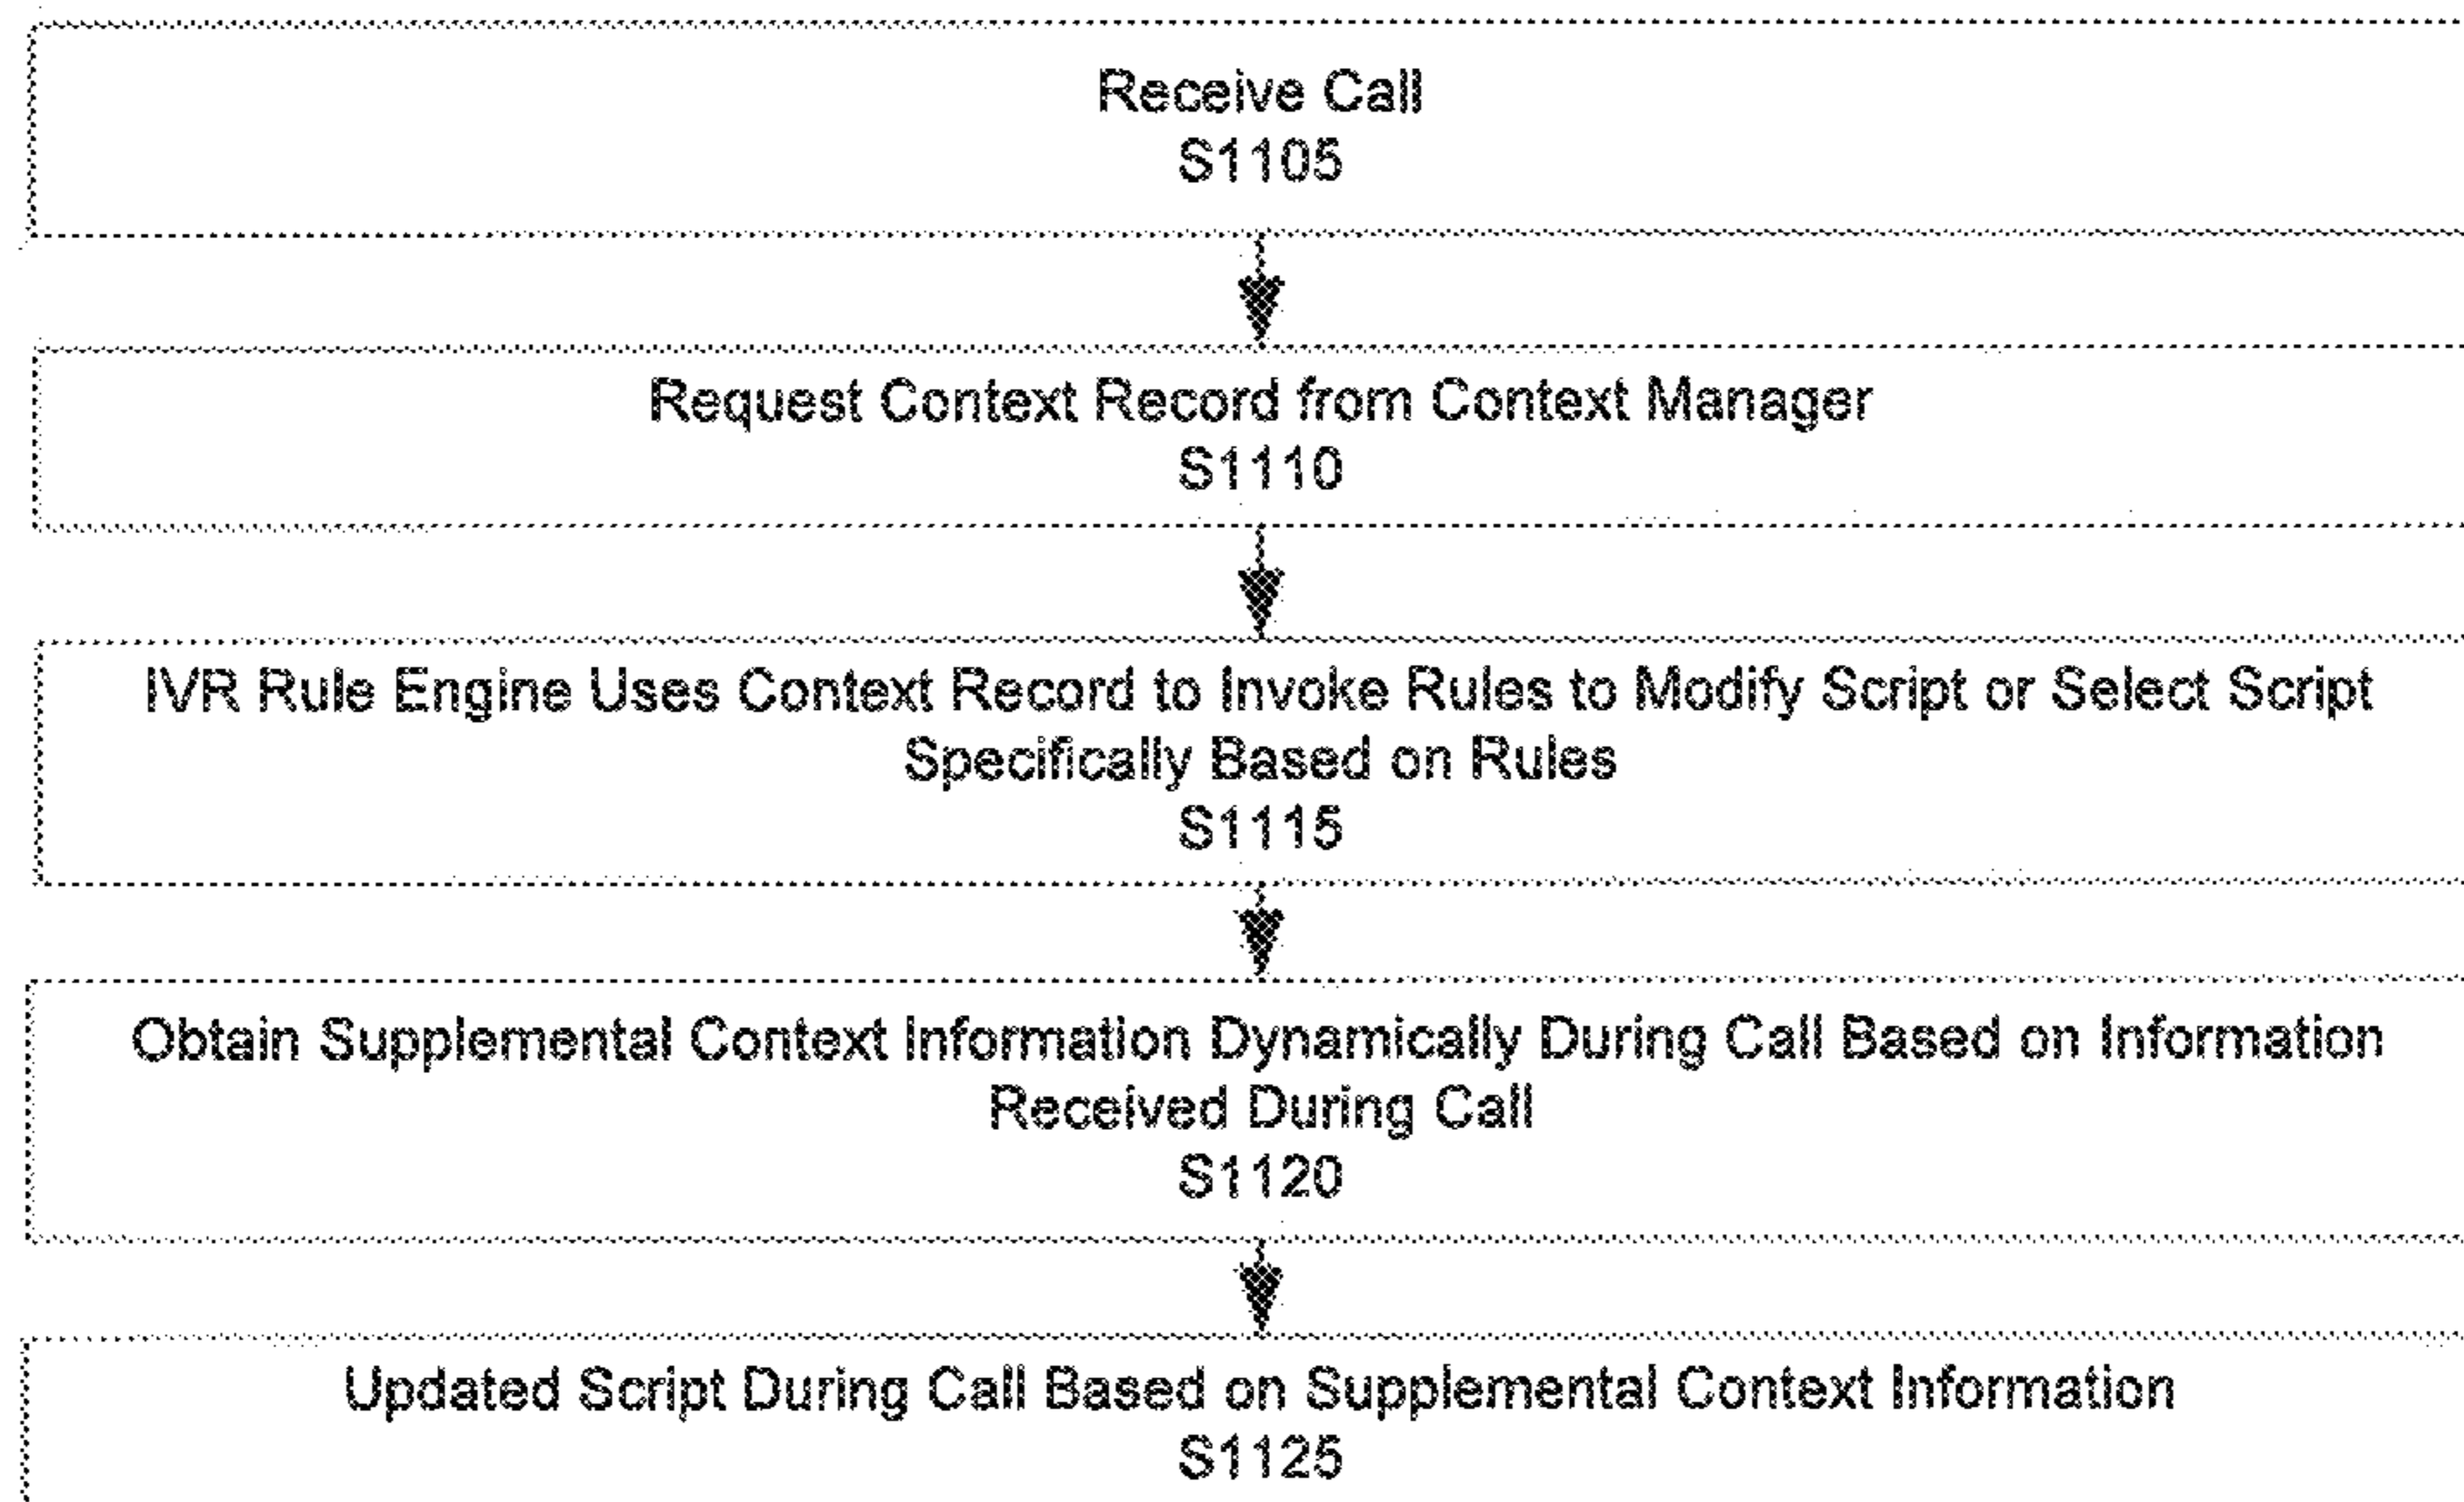 Receive Call
S1105
Request Context Record from Context Manager
S1110
IVR Rule Engine Uses Context Record to Invoke Rules to Modify Script or Select Script
Specifically Based on Rules
S1115
Obtain Supplemental Context Information Dynamically During Call Based on Information
Received During Call
S1120
Updated Script During Call Based on Supplemental Context Information
S1125